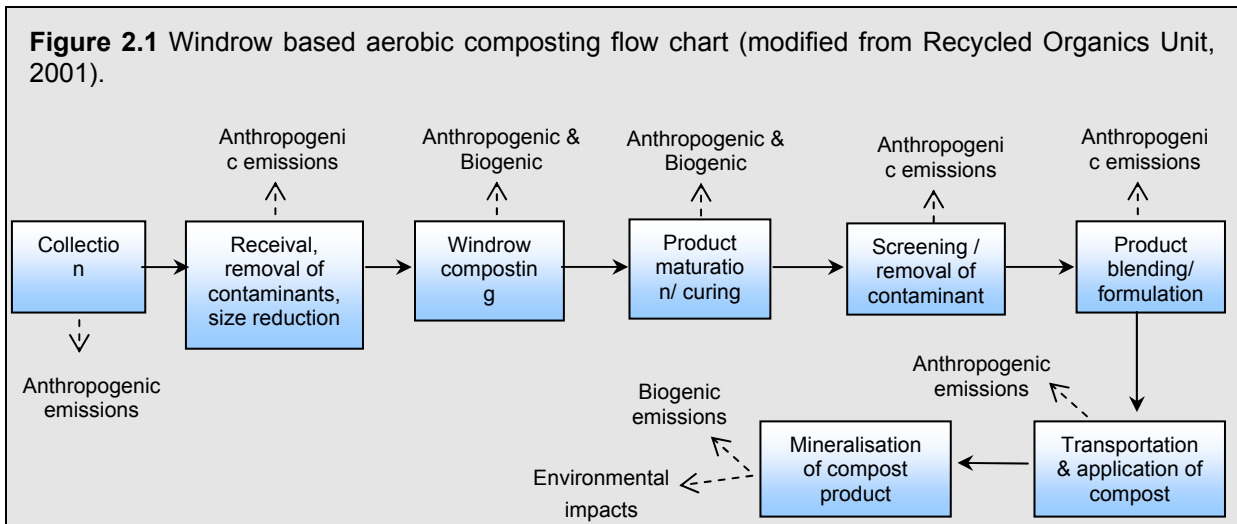 Figure 2.1 Windrow based aerobic composting flow chart (modified from Recycled Organics Unit,
2001).
Anthropogeni
c emissions
Anthropogenic &
Biogenic
Anthropogenic &
Biogenic
Anthropogeni
c emissions
Anthropogeni
c emissions
Collectio
n
Receival,
removal of
contaminants,
size reduction
Windrow
compostin
g
Product
maturatio
n/ curing
Screening /
removal of
contaminant
Product
blending/
formulation
Anthropogenic
emissions
Anthropogenic
emissions
Transportation
& application of
compost
Mineralisation
of compost
product
Biogenic
emissions
Environmental
impacts